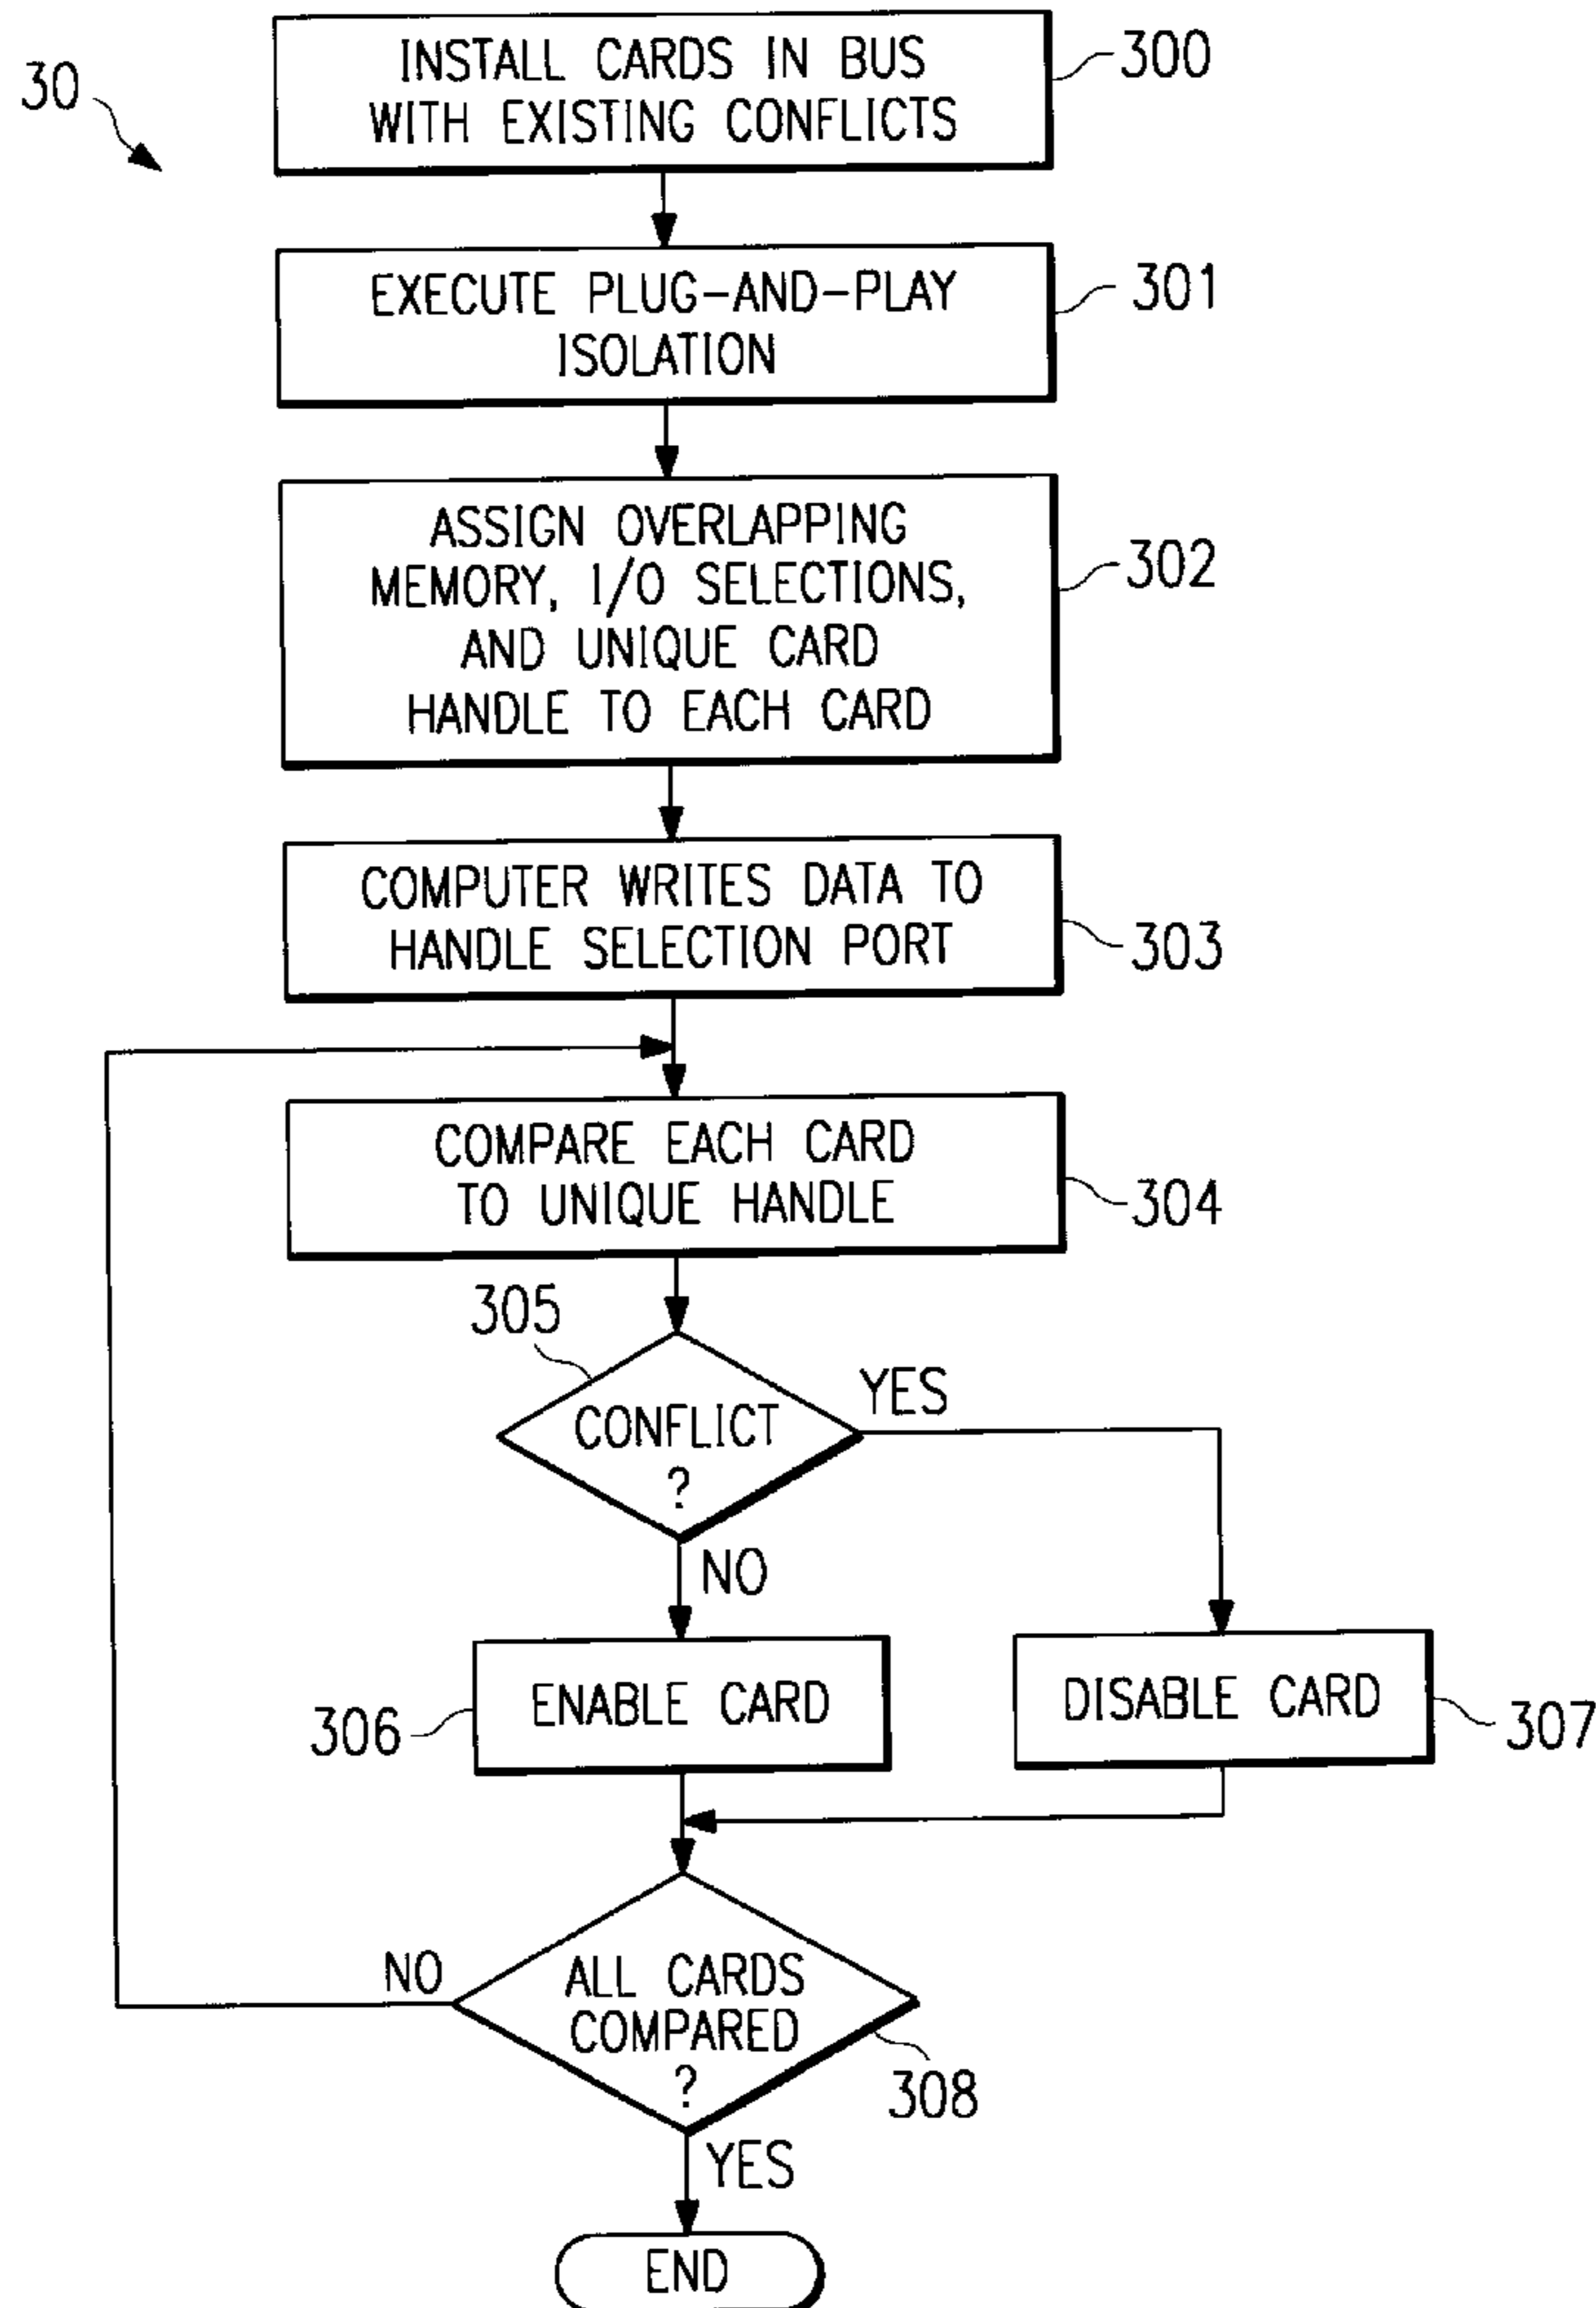 30
INSTALL CARDS IN BUS
WITH EXISTING CONFLICTS
300
EXECUTE PLUG-AND-PLAY
ISOLATION
301
ASSIGN OVERLAPPING
MEMORY, I/O SELECTIONS,
AND UNIQUE CARD
HANDLE TO EACH CARD
302
COMPUTER WRITES DATA TO
HANDLE SELECTION PORT
303
COMPARE EACH CARD
TO UNIQUE HANDLE
304
305
CONFLICT
?
YES
NO
ENABLE CARD
306
DISABLE CARD
307
NO
ALL CARDS
COMPARED
?
308
YES
END